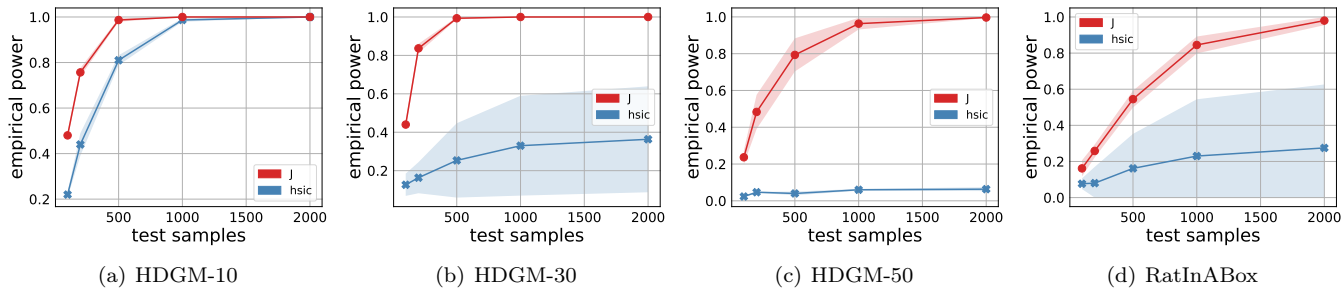 empirical power
1.0
0.8
0.6
0.4
0.2
J
hsic
500 1000 1500 2000
test samples
(a) HDGM-10
empirical power
1.0
0.8
0.6
0.4
0.2
J
hsic
500 1000 1500 2000
test samples
(b) HDGM-30
empirical power
1.0
0.8
0.6
0.4
0.2
0.0
J
hsic
500 1000 1500 2000
test samples
(c) HDGM-50
empirical power
1.0
0.8
0.6
0.4
0.2
0.0
J
hsic
500 1000 1500 2000
test samples
(d) RatInABox